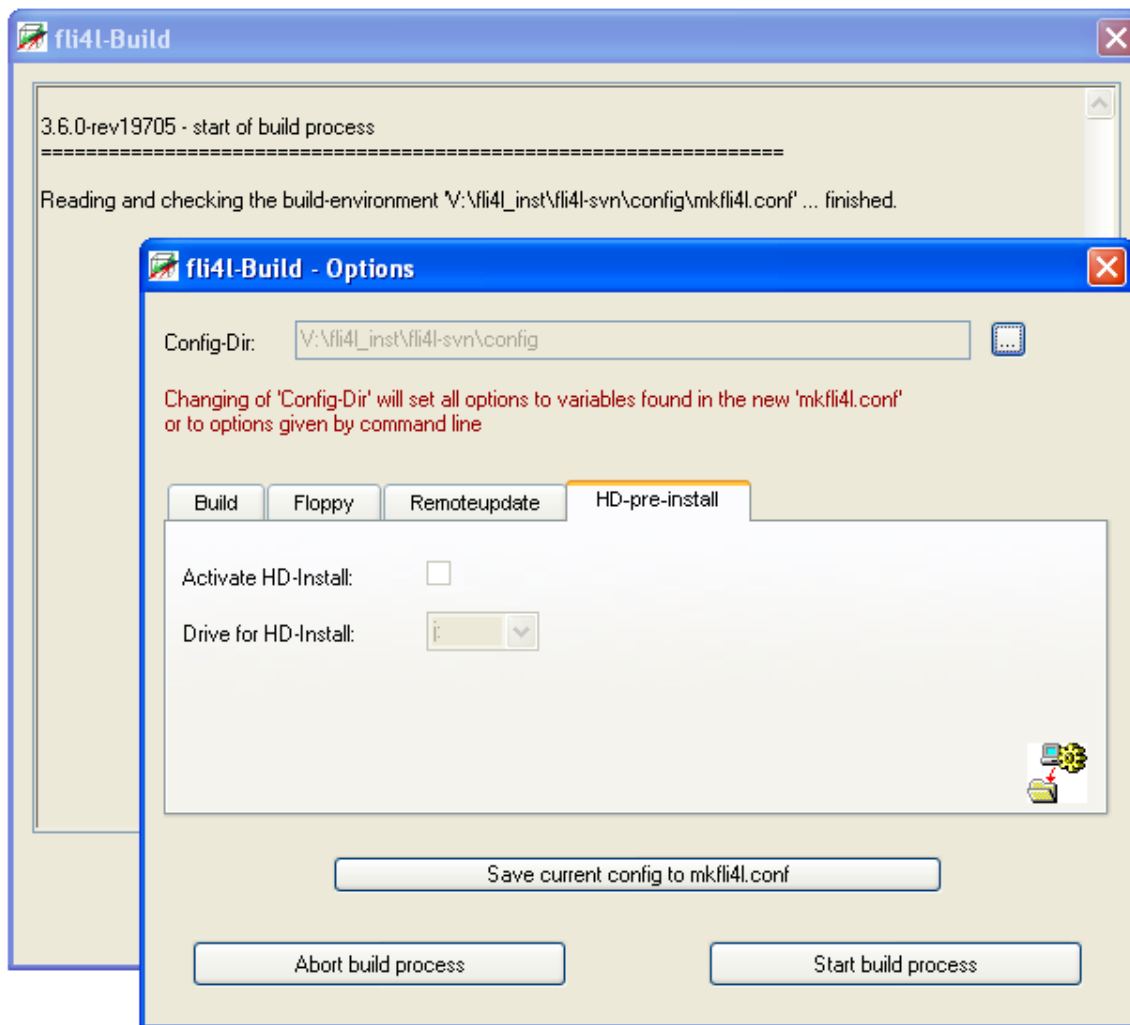 fli4l-Build
3.6.0-rev19705 - start of build process
==================================================================
Reading and checking the build-environment 'V:\fli4l_inst\fli4l-svn\config\mkfli4l.conf' ... finished.
fli4l-Build - Options
Config-Dir: V:\fli4l_inst\fli4l-svn\config ...
Changing of 'Config-Dir' will set all options to variables found in the new 'mkfli4l.conf'
or to options given by command line
Build Floppy Remoteupdate HD-pre-install
Activate HD-Install:
Drive for HD-Install: j:
Save current config to mkfli4l.conf
Abort build process Start build process